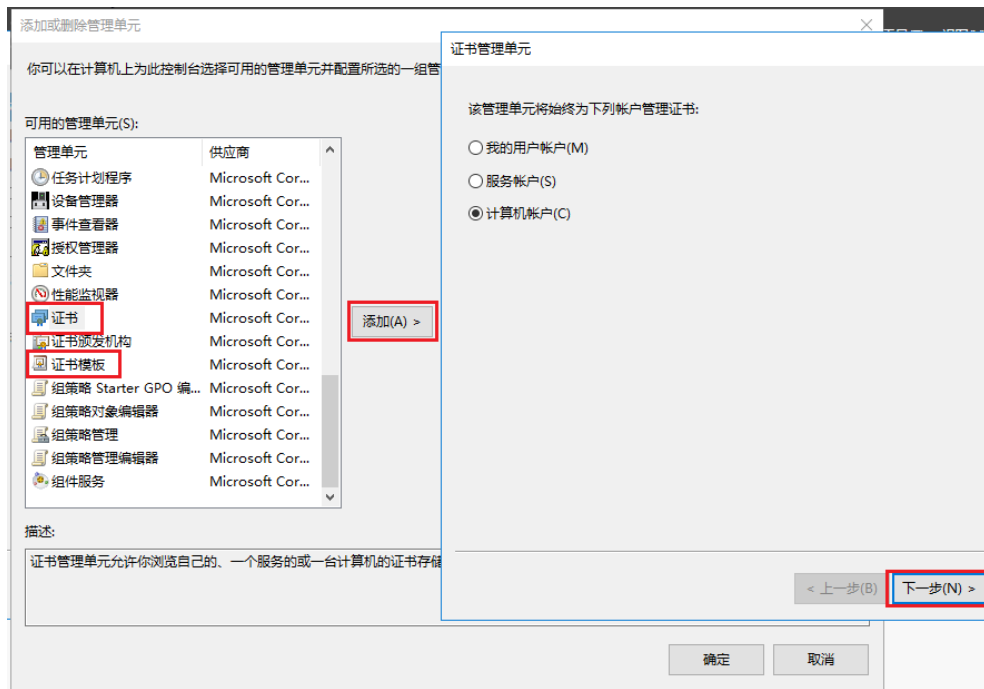 添加或删除管理单元
你可以在计算机上为此控制台选择可用的管理单元并配置所选的一组管
可用的管理单元(S):
管理单元 供应商
任务计划程序 Microsoft Cor...
设备管理器 Microsoft Cor...
事件查看器 Microsoft Cor...
授权管理器 Microsoft Cor...
文件夹 Microsoft Cor...
性能监视器 Microsoft Cor...
证书 Microsoft Cor...
证书颁发机构 Microsoft Cor...
证书模板 Microsoft Cor...
组策略 Starter GPO 编... Microsoft Cor...
组策略对象编辑器 Microsoft Cor...
组策略管理 Microsoft Cor...
组策略管理编辑器 Microsoft Cor...
组件服务 Microsoft Cor...
添加(A) >
描述:
证书管理单元允许你浏览自己的、一个服务的或一台计算机的证书存储
确定 取消
证书管理单元
该管理单元将始终为下列帐户管理证书:
我的用户帐户(M)
服务帐户(S)
计算机帐户(C)
< 上一步(B) 下一步(N) >